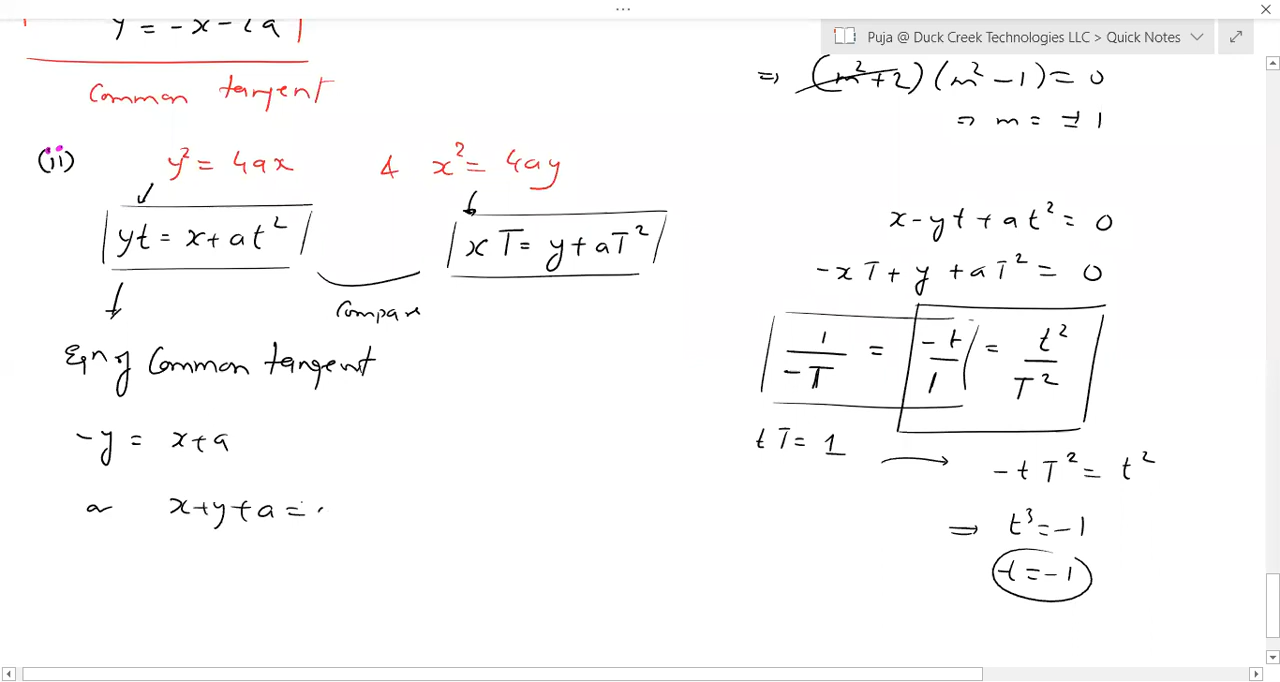 ...
Puja @ Duck Creek Technologies LLC > Quick Notes
y = -x - 2a
Common tangent
(ii) y² = 4ax & x² = 4ay
yt = x + at²
xT = y + aT²
Compare
Eqn of Common tangent
-y = x + a
x + y + a =
⇒ (m² + 2) (m² - 1) = 0
⇒ m = ± 1
x - yt + at² = 0
-xT + y + aT² = 0
1/-T = -t/1 = t²/T²
tT = 1 → -tT² = t²
⇒ t³ = -1
t = -1